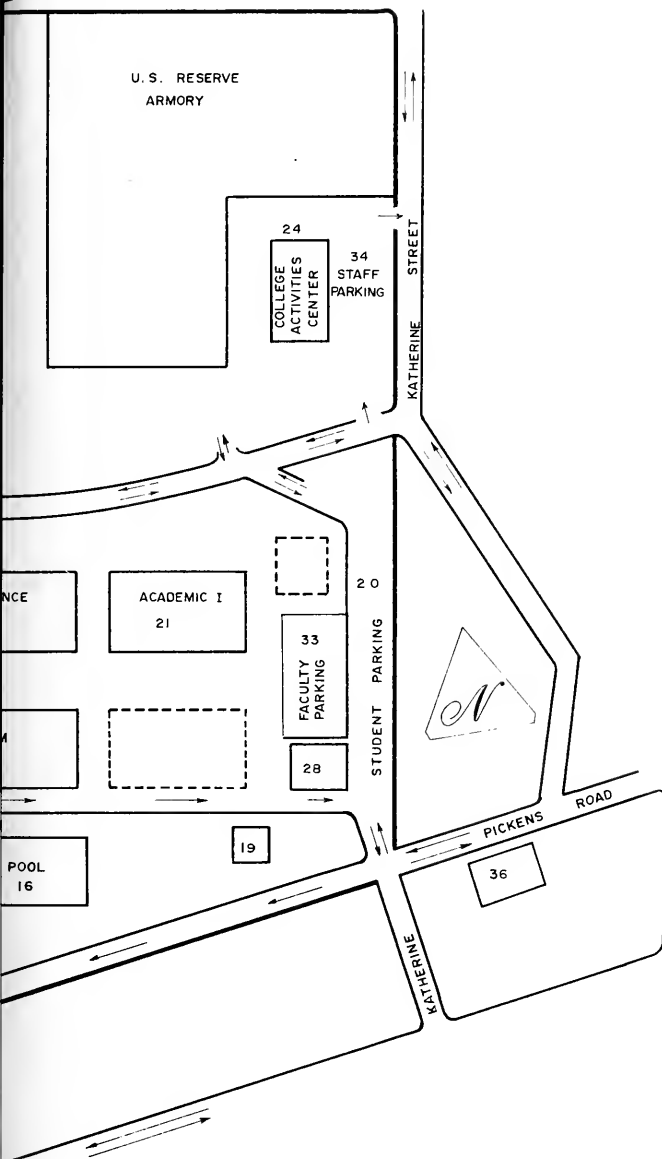 U.S. RESERVE
ARMORY
24
COLLEGE
ACTIVITIES
CENTER
34
STAFF
PARKING
KATHERINE STREET
20
STUDENT PARKING
NCE
ACADEMIC I
21
33
FACULTY
PARKING
N
M
28
PICKENS ROAD
19
POOL
16
36
KATHERINE